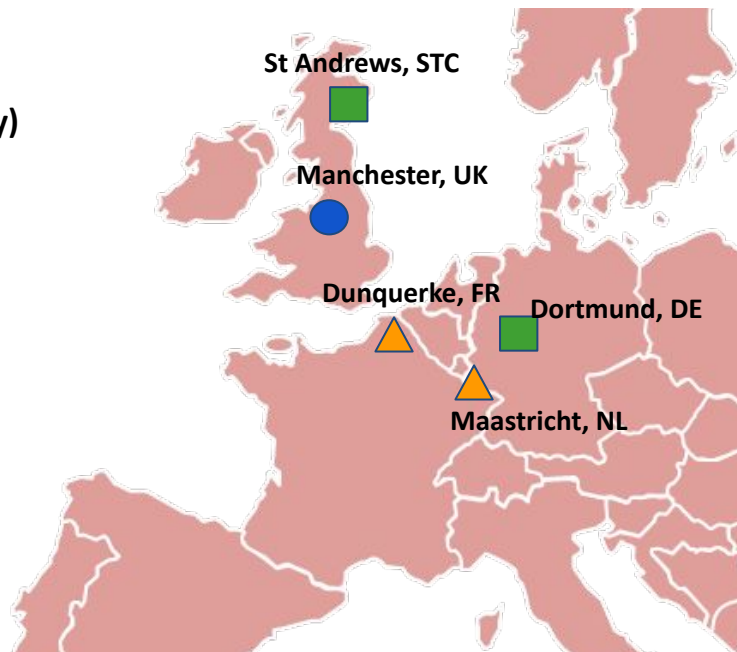 St Andrews, STC
y)
Manchester, UK
Dunquerke, FR
Dortmund, DE
Maastricht, NL